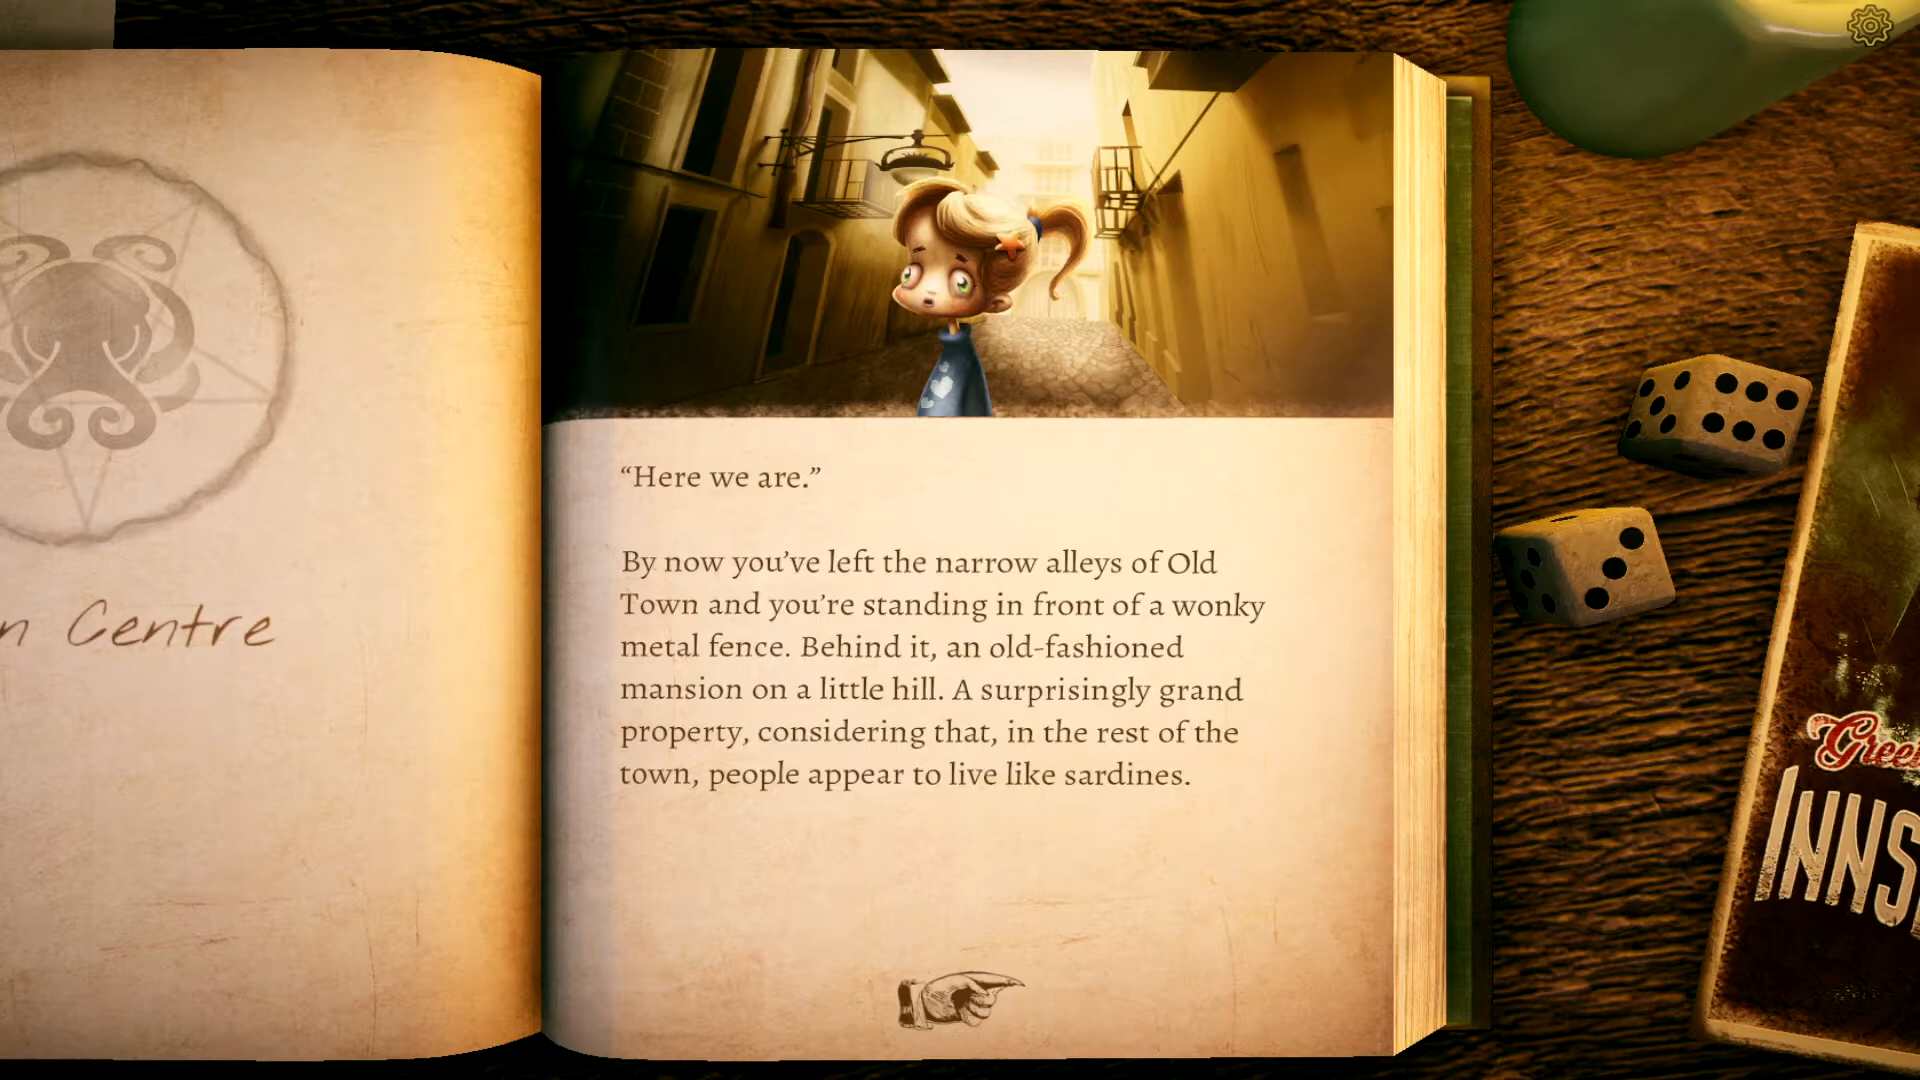 Centre
“Here we are.”
By now you’ve left the narrow alleys of Old
Town and you’re standing in front of a wonky
metal fence. Behind it, an old-fashioned
mansion on a little hill. A surprisingly grand
property, considering that, in the rest of the
town, people appear to live like sardines.